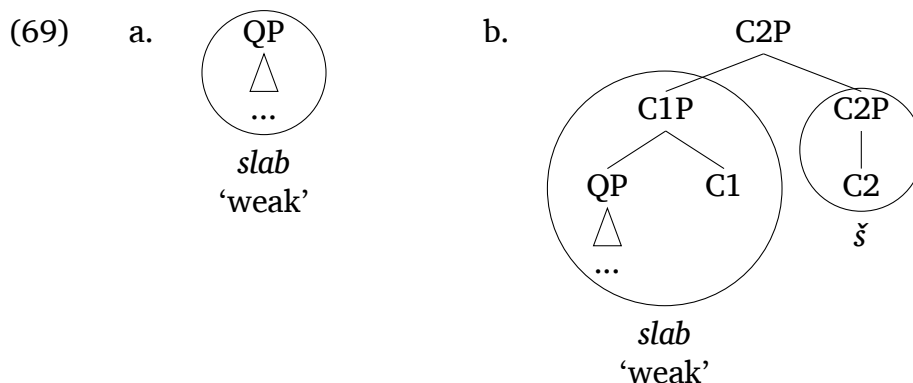 (69) a. QP b. C2P
... C1P C2P
slab QP C1 C2
‘weak’ š
...
slab
‘weak’